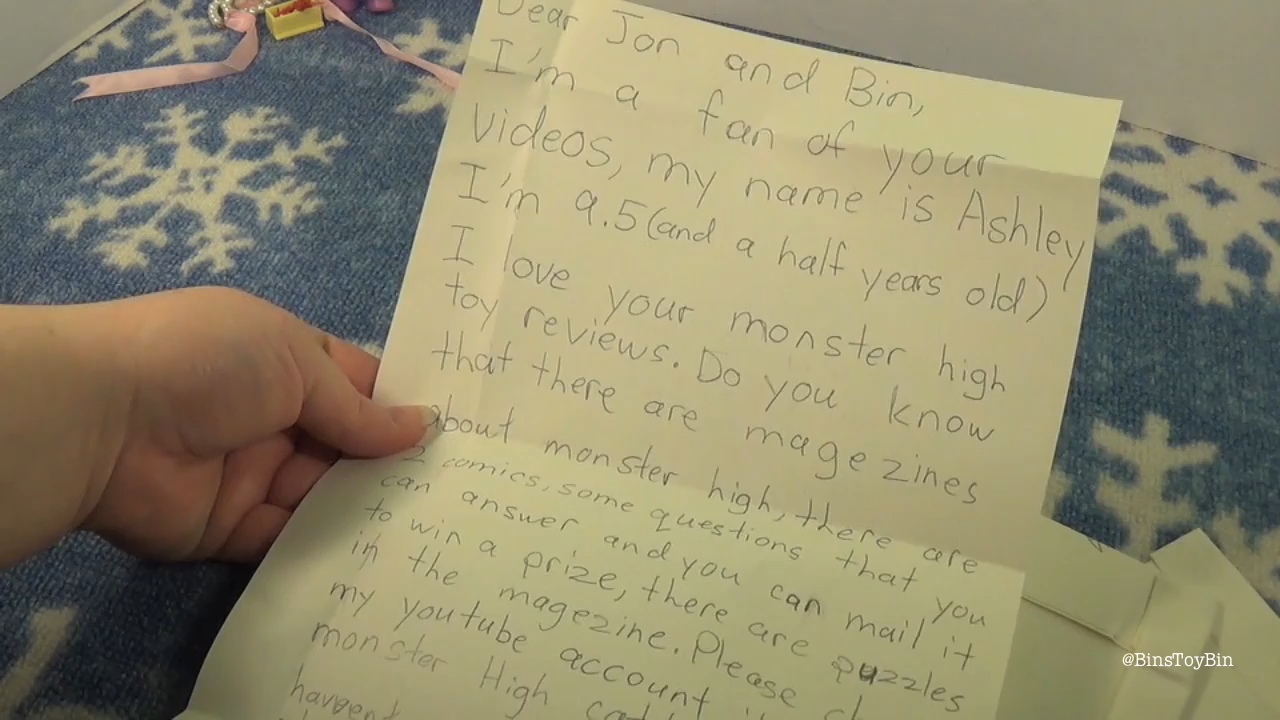 Dear Jon and Bin,
I'm a fan of your
videos, my name is Ashley
I'm 9.5(and a half years old)
I love your monster high
toy reviews. Do you know
that there are magezines
about monster high, there are
2 comics, some questions that you
can answer and you can mail it
to win a prize, there are puzzles
in the magezine. Please
my youtube account
monster High
@BinsToyBin